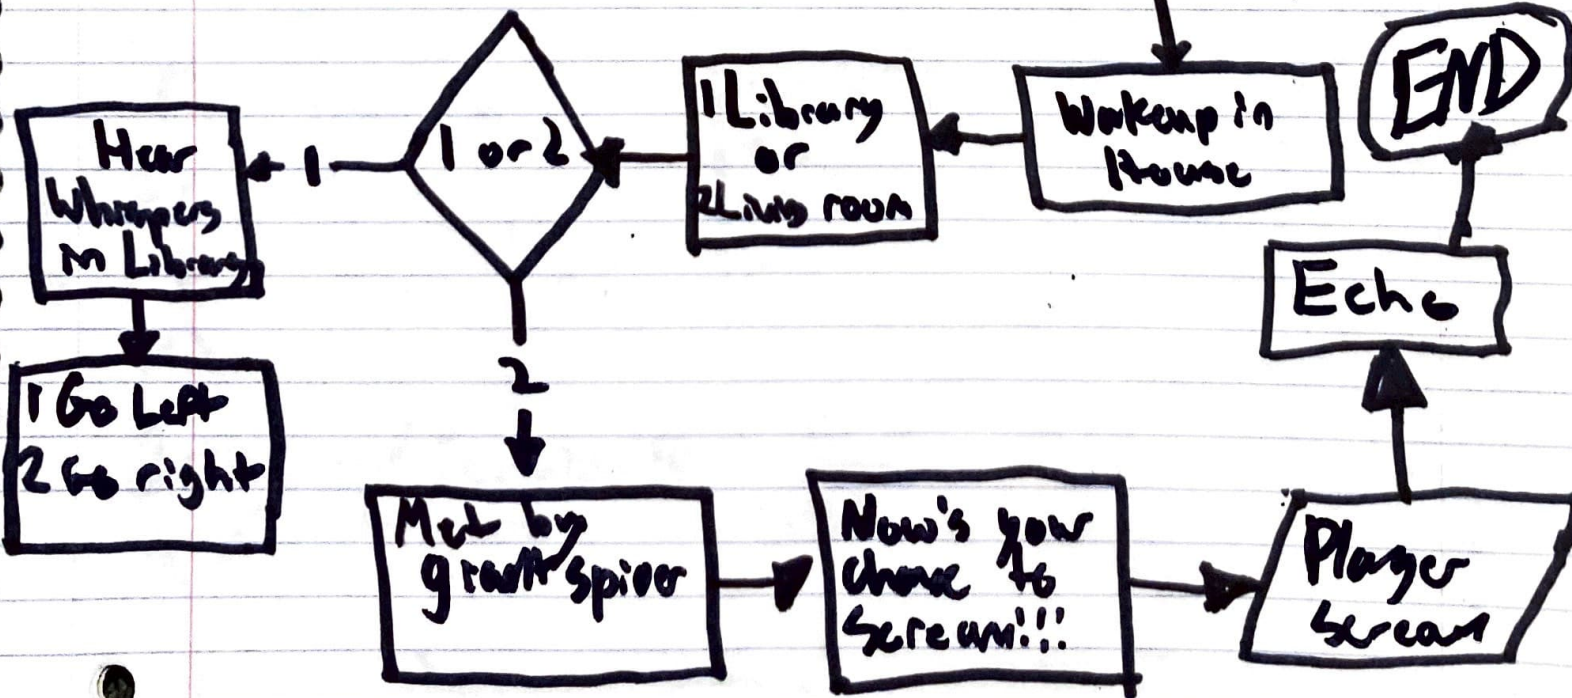 Wakeup in
House
1 Library
or
2 Living room
1 or 2
1
Hear
Whispers
in Library
1 Go Left
2 Go right
2
Met by
giant spider
Now's your
chance to
Scream!!!
Player
Scream
Echo
END